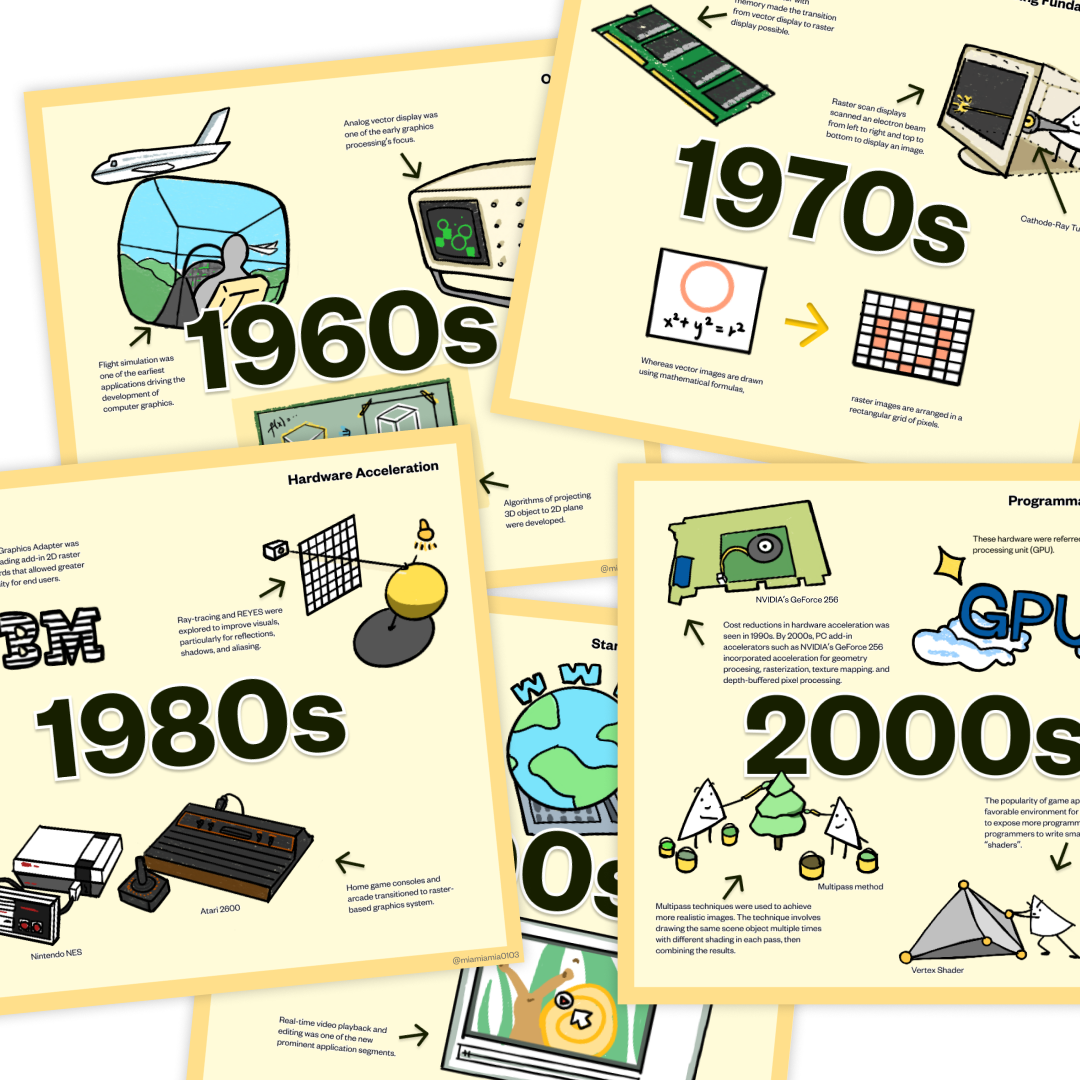 Analog vector display was
one of the early graphics
processing's focus.
1960s
Flight simulation was
one of the earliest
applications driving the
development of
computer graphics.
f(x)=...
Algorithms of projecting
3D object to 2D plane
were developed.
memory made the transition
from vector display to raster
display possible.
Raster scan displays
scanned an electron beam
from left to right and top to
bottom to display an image.
1970s
Cathode-Ray
x²+y²=r²
Whereas vector images are drawn
using mathematical formulas,
raster images are arranged in a
rectangular grid of pixels.
Hardware Acceleration
Graphics Adapter was
add-in 2D raster
that allowed greater
for end users.
Ray-tracing and REYES were
explored to improve visuals,
particularly for reflections,
shadows, and aliasing.
BM
1980s
Home game consoles and
arcade transitioned to raster-
based graphics system.
Atari 2600
Nintendo NES
@miamiamia0103
W W
0s
Real-time video playback and
editing was one of the new
prominent application segments.
NVIDIA's GeForce 256
These hardware were referred
processing unit (GPU).
GPU
Cost reductions in hardware acceleration was
seen in 1990s. By 2000s, PC add-in
accelerators such as NVIDIA's GeForce 256
incorporated acceleration for geometry
procesing, rasterization, texture mapping, and
depth-buffered pixel processing.
2000s
The popularity of game
favorable environment for
to expose more
programmers to write
"shaders".
Multipass method
Multipass techniques were used to achieve
more realistic images. The technique involves
drawing the same scene object multiple times
with different shading in each pass, then
combining the results.
Vertex Shader